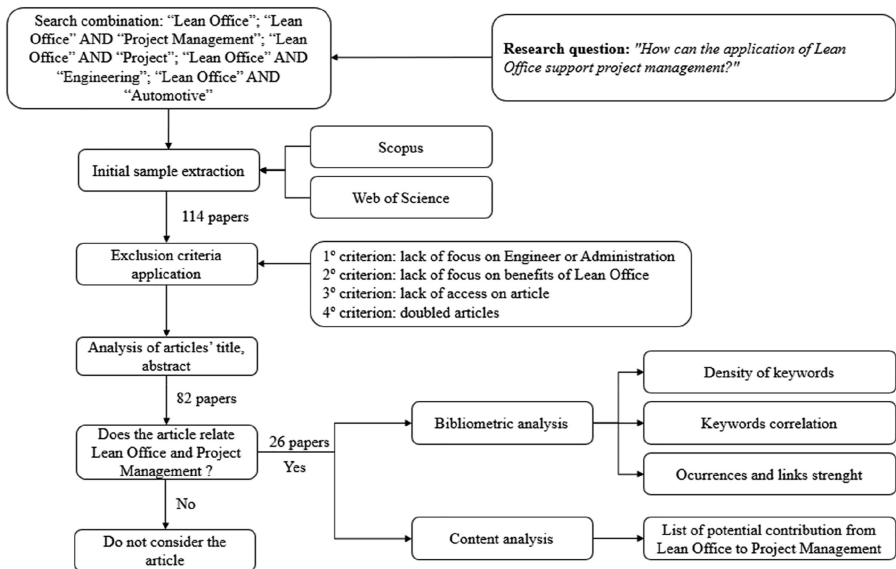 Search combination: “Lean Office”; “Lean
Office” AND “Project Management”; “Lean
Office” AND “Project”; “Lean Office” AND
“Engineering”; “Lean Office” AND
“Automotive”
Research question: "How can the application of Lean
Office support project management?"
Initial sample extraction
Scopus
Web of Science
114 papers
Exclusion criteria
application
1º criterion: lack of focus on Engineer or Administration
2º criterion: lack of focus on benefits of Lean Office
3º criterion: lack of access on article
4º criterion: doubled articles
Analysis of articles’ title,
abstract
82 papers
Does the article relate
Lean Office and Project
Management ?
26 papers
Yes
No
Do not consider the
article
Bibliometric analysis
Density of keywords
Keywords correlation
Ocurrences and links strenght
Content analysis
List of potential contribution from
Lean Office to Project Management